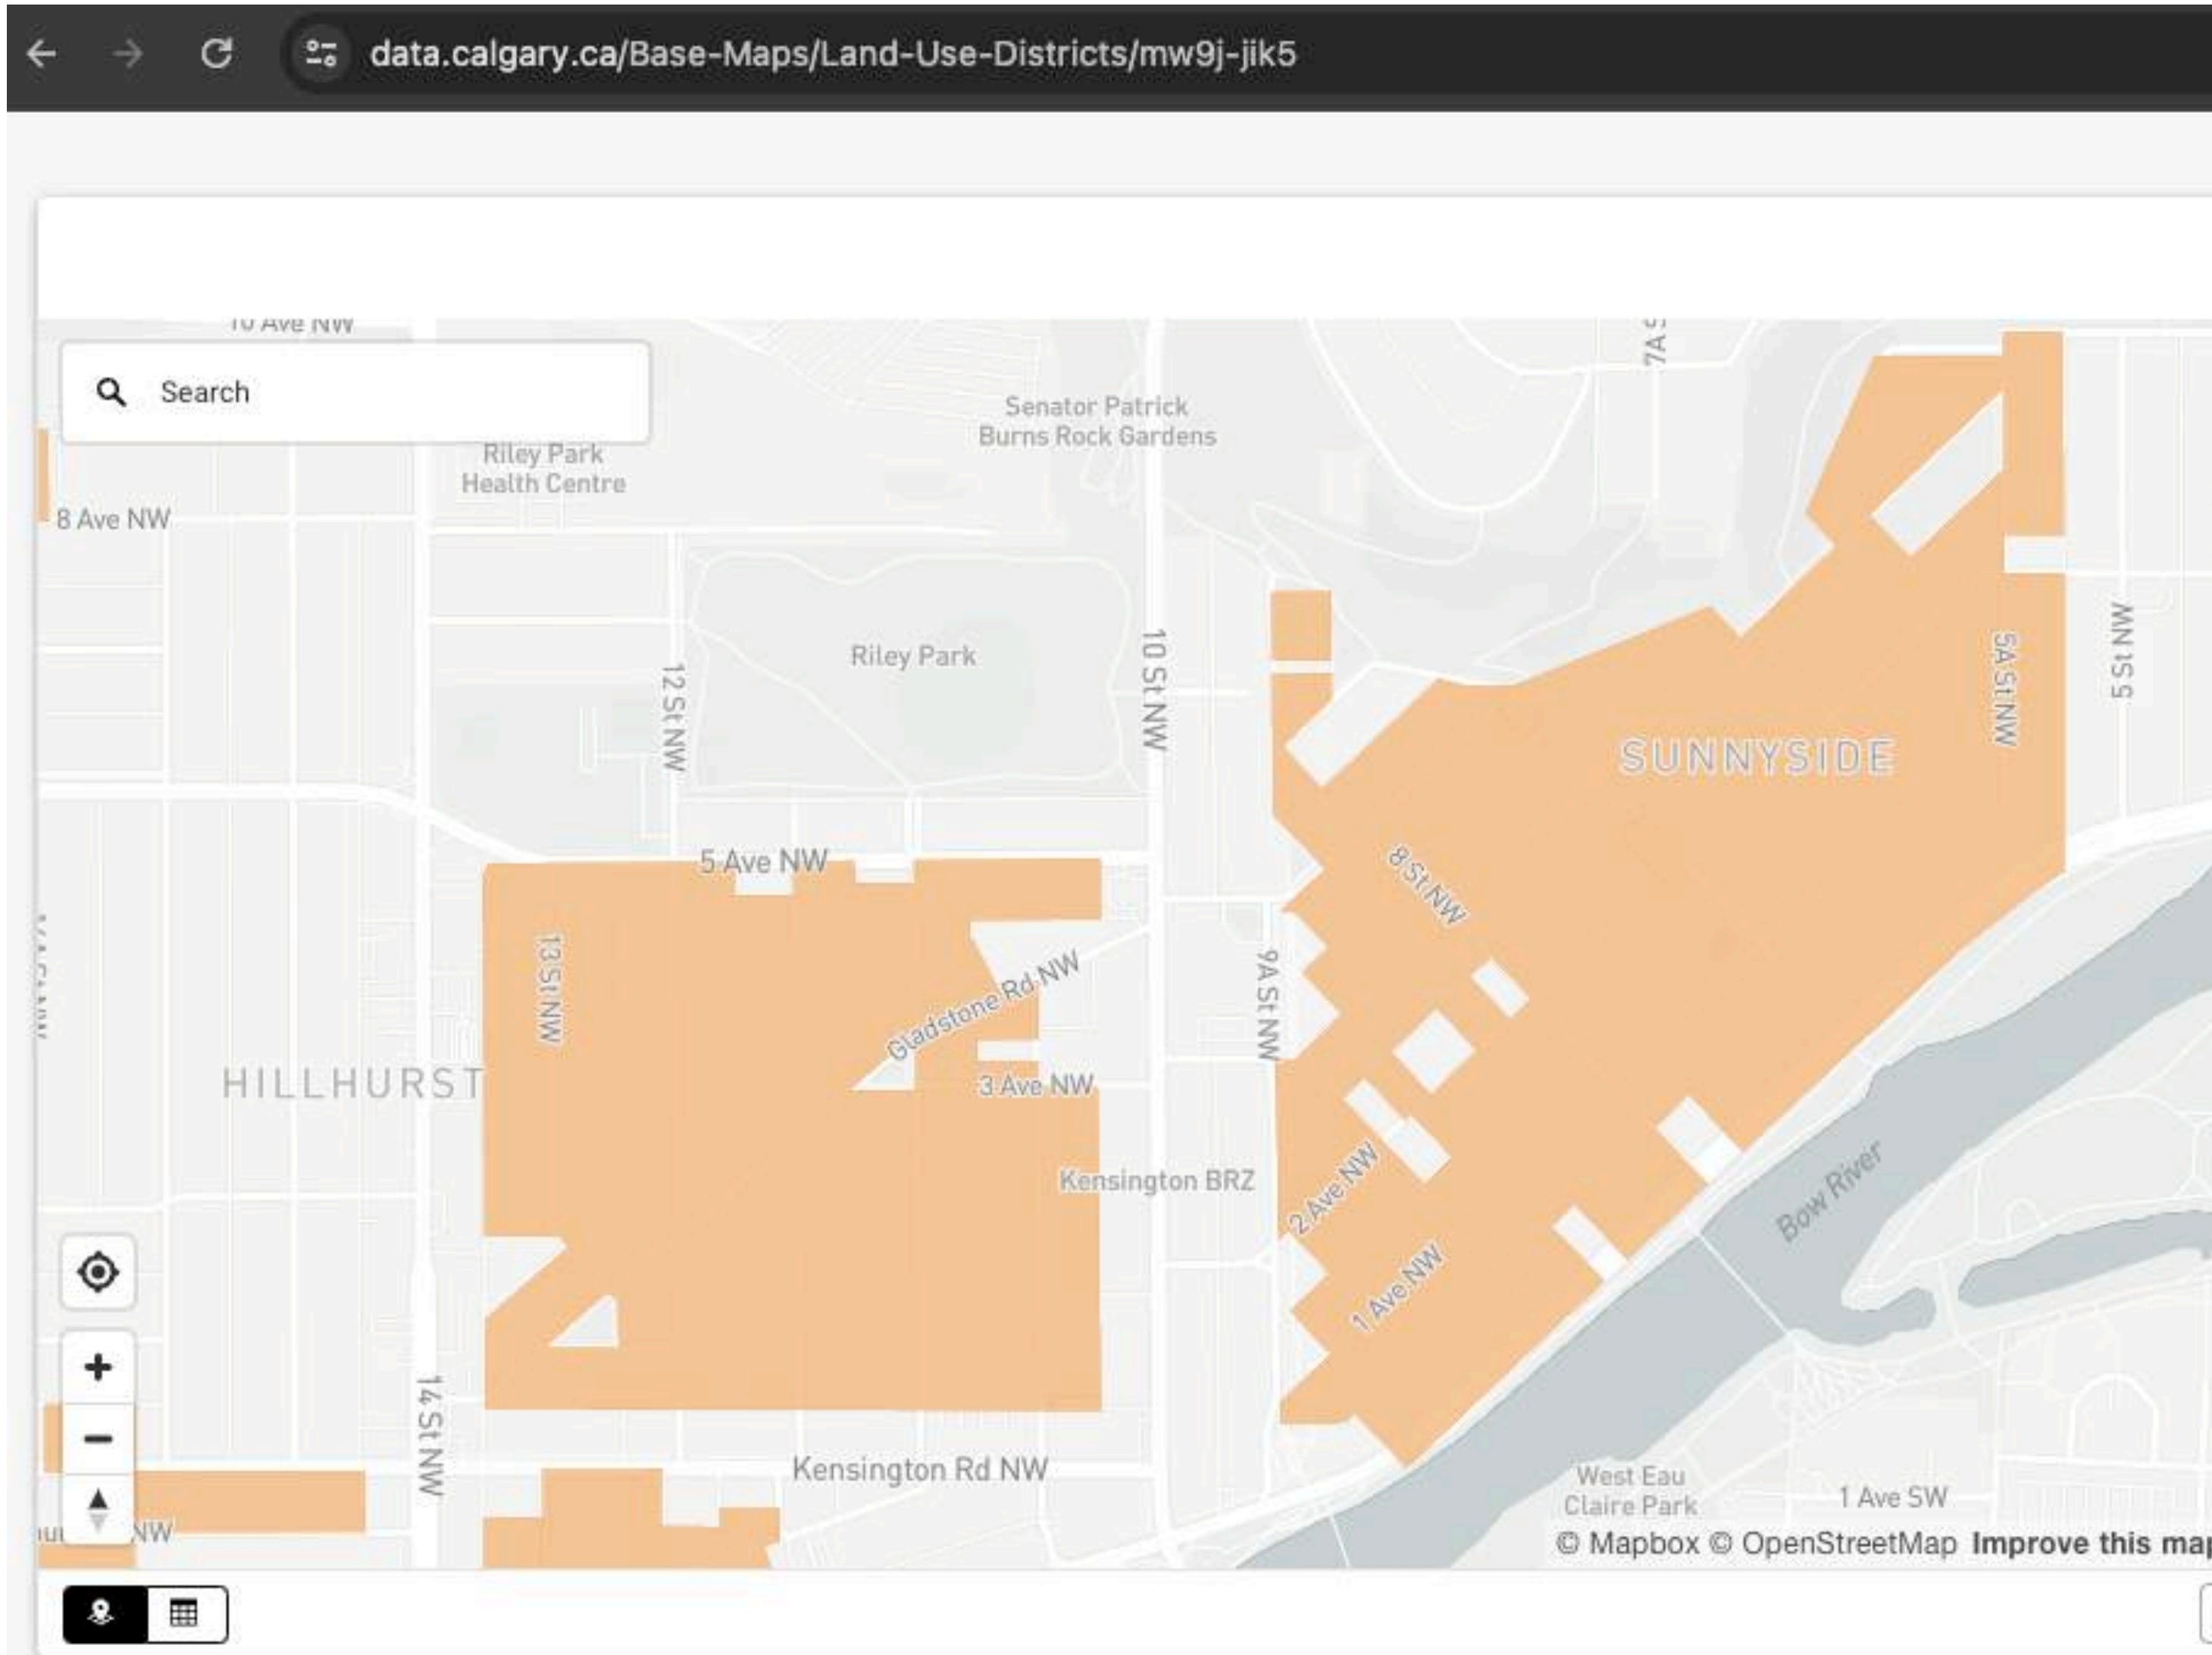 data.calgary.ca/Base-Maps/Land-Use-Districts/mw9j-jik5
10 Ave NW
Search
Senator Patrick
Burns Rock Gardens
Riley Park
Health Centre
8 Ave NW
Riley Park
12 St NW
10 St NW
5A St NW
5 St NW
SUNNYSIDE
5 Ave NW
8 St NW
13 St NW
Gladstone Rd NW
9A St NW
HILLHURST
3 Ave NW
Kensington BRZ
2 Ave NW
Bow River
1 Ave NW
14 St NW
Kensington Rd NW
West Eau
Claire Park
1 Ave SW
NW
© Mapbox © OpenStreetMap Improve this map